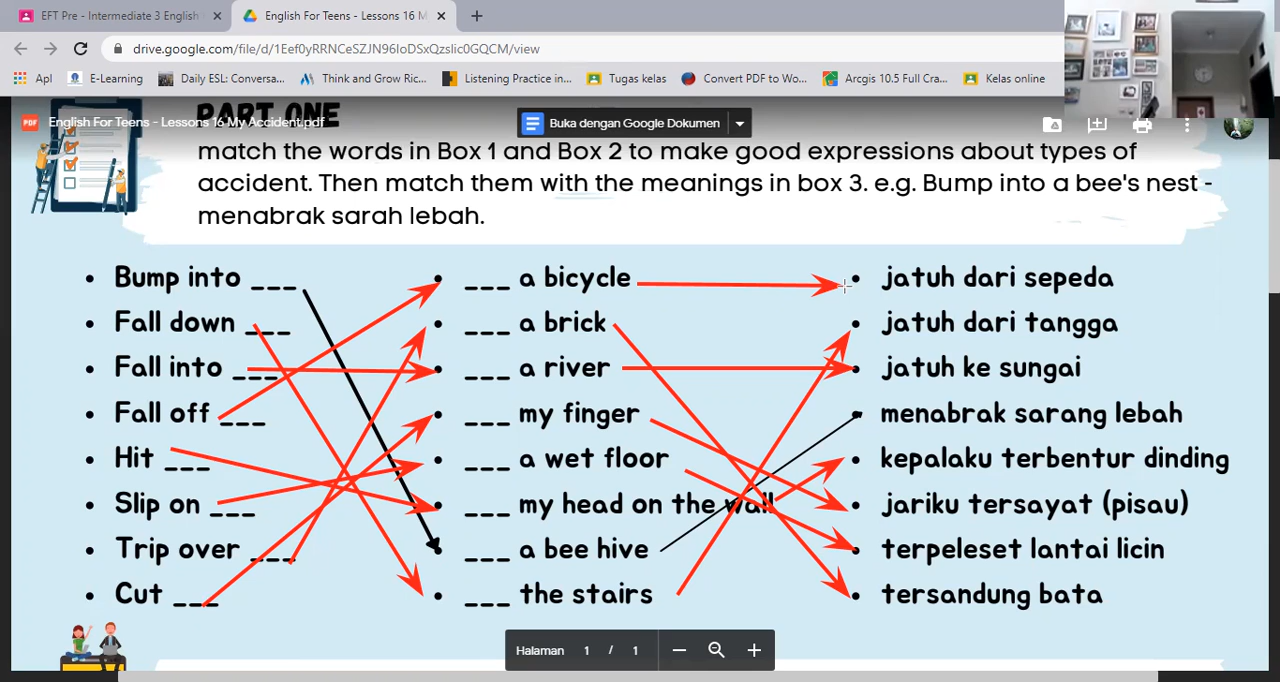 EFT Pre - Intermediate 3 English
English For Teens - Lessons 16 M
drive.google.com/file/d/1Eef0yRRNCeSZJN96IoDSxQzsIic0GQCM/view
Apl E-Learning Daily ESL: Conversa... Think and Grow Ric... Listening Practice in... Tugas kelas Convert PDF to Wo... Arcgis 10.5 Full Cra... Kelas online
PART ONE
PDF English For Teens - Lessons 16 My Accident.pdf
Buka dengan Google Dokumen
match the words in Box 1 and Box 2 to make good expressions about types of
accident. Then match them with the meanings in box 3. e.g. Bump into a bee's nest -
menabrak sarah lebah.
• Bump into ___ • ___ a bicycle • jatuh dari sepeda
• Fall down ___ • ___ a brick • jatuh dari tangga
• Fall into ___ • ___ a river • jatuh ke sungai
• Fall off ___ • ___ my finger • menabrak sarang lebah
• Hit ___ • ___ a wet floor • kepalaku terbentur dinding
• Slip on ___ • ___ my head on the wall • jariku tersayat (pisau)
• Trip over ___ • ___ a bee hive • terpeleset lantai licin
• Cut ___ • ___ the stairs • tersandung bata
Halaman 1 / 1